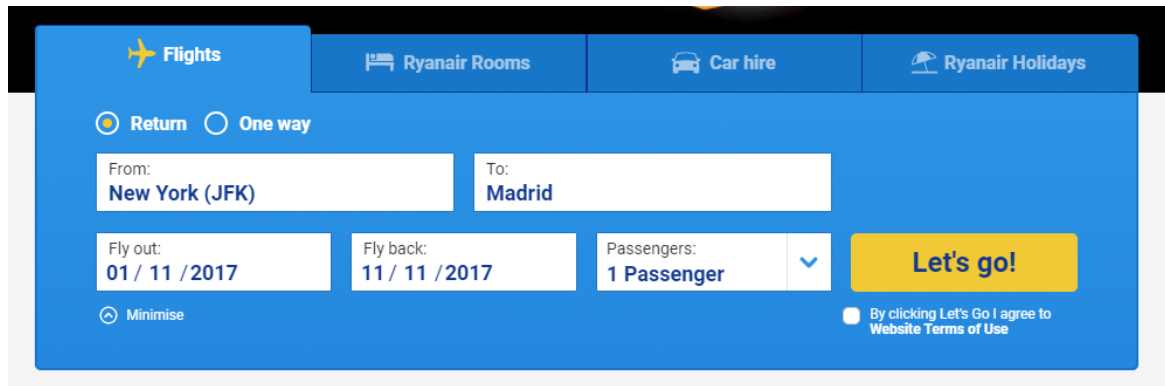 Flights
Ryanair Rooms
Car hire
Ryanair Holidays
Return
One way
From:
New York (JFK)
To:
Madrid
Fly out:
01 / 11 / 2017
Fly back:
11 / 11 / 2017
Passengers:
1 Passenger
Let's go!
Minimise
By clicking Let's Go I agree to
Website Terms of Use